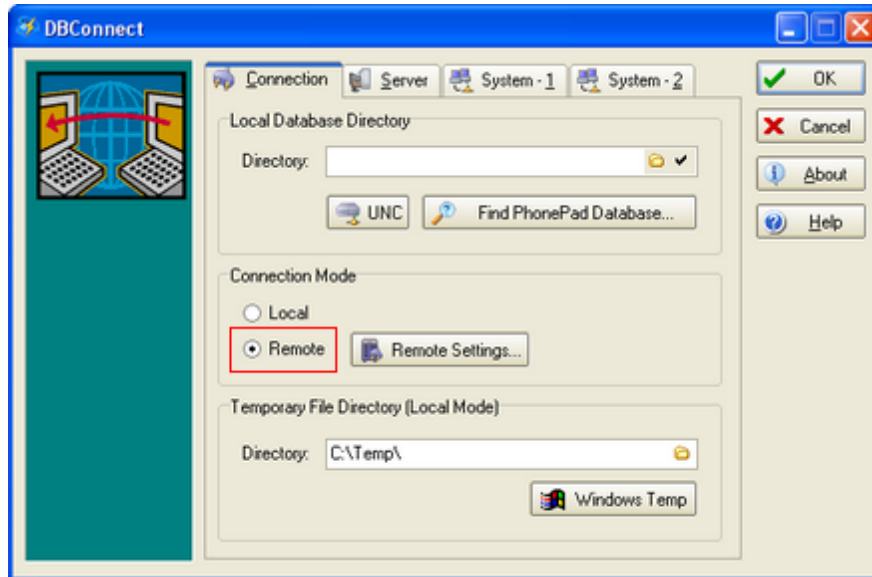 DBConnect
Connection Server System - 1 System - 2
Local Database Directory
Directory:
UNC Find PhonePad Database...
Connection Mode
Local
Remote Remote Settings...
Temporary File Directory (Local Mode)
Directory: C:\Temp\
Windows Temp
OK
Cancel
About
Help